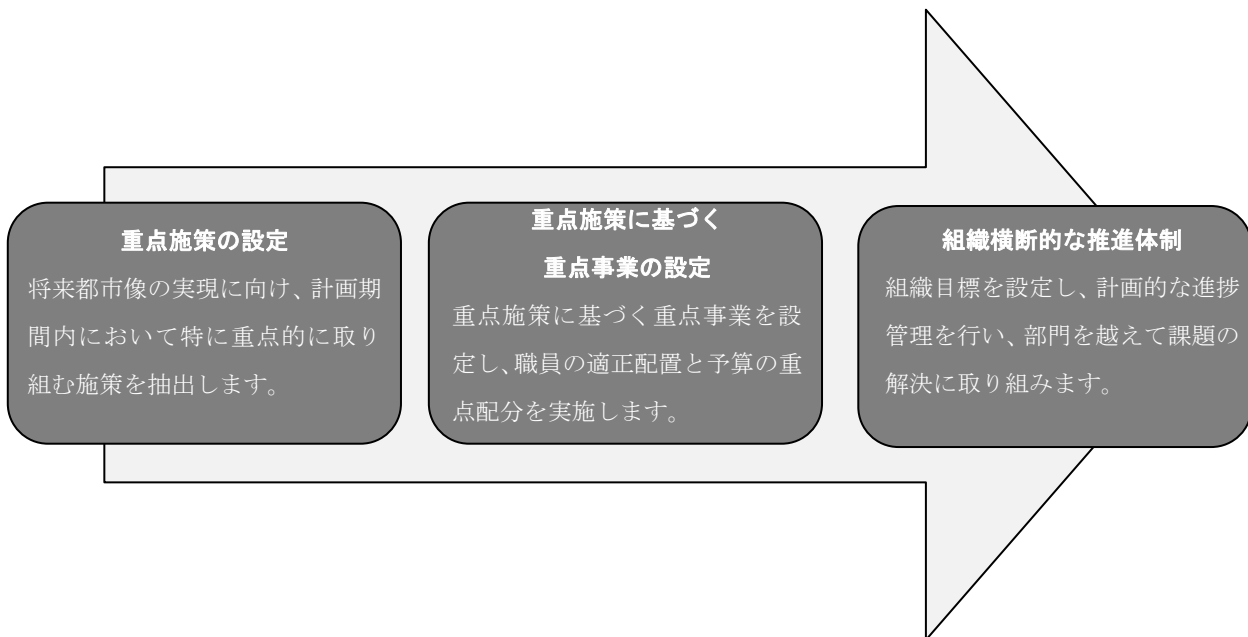 重点施策の設定
将来都市像の実現に向け、計画期
間内において特に重点的に取り
組む施策を抽出します。
重点施策に基づく
重点事業の設定
重点施策に基づく重点事業を設
定し、職員の適正配置と予算の重
点配分を実施します。
組織横断的な推進体制
組織目標を設定し、計画的な進捗
管理を行い、部門を越えて課題の
解決に取り組みます。